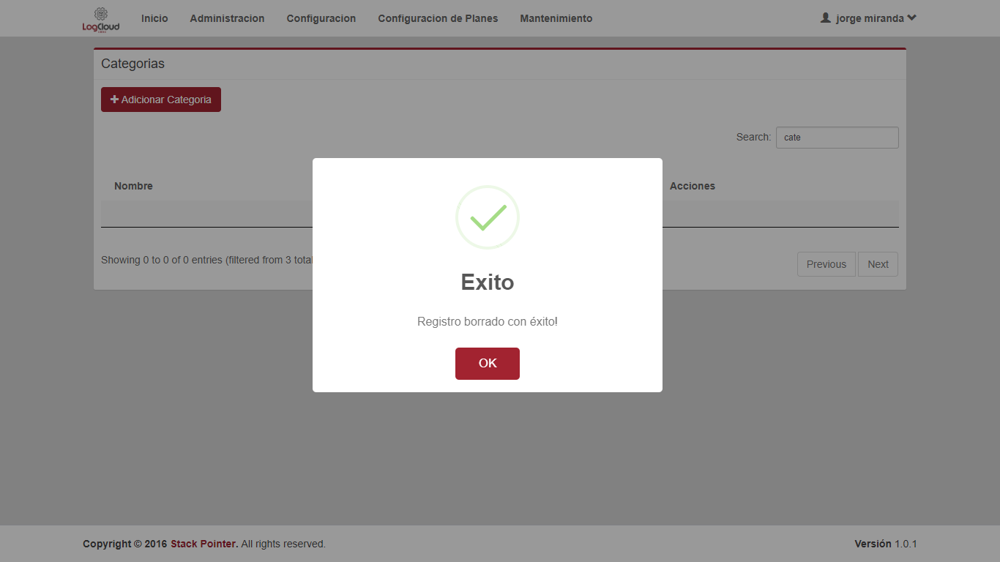 LogCloud
Inicio
Administracion
Configuracion
Configuracion de Planes
Mantenimiento
jorge miranda
Categorias
Adicionar Categoria
Search: cate
Nombre
Acciones
Showing 0 to 0 of 0 entries (filtered from 3 total
Previous
Next
Exito
Registro borrado con éxito!
OK
Copyright © 2016 Stack Pointer. All rights reserved.
Versión 1.0.1